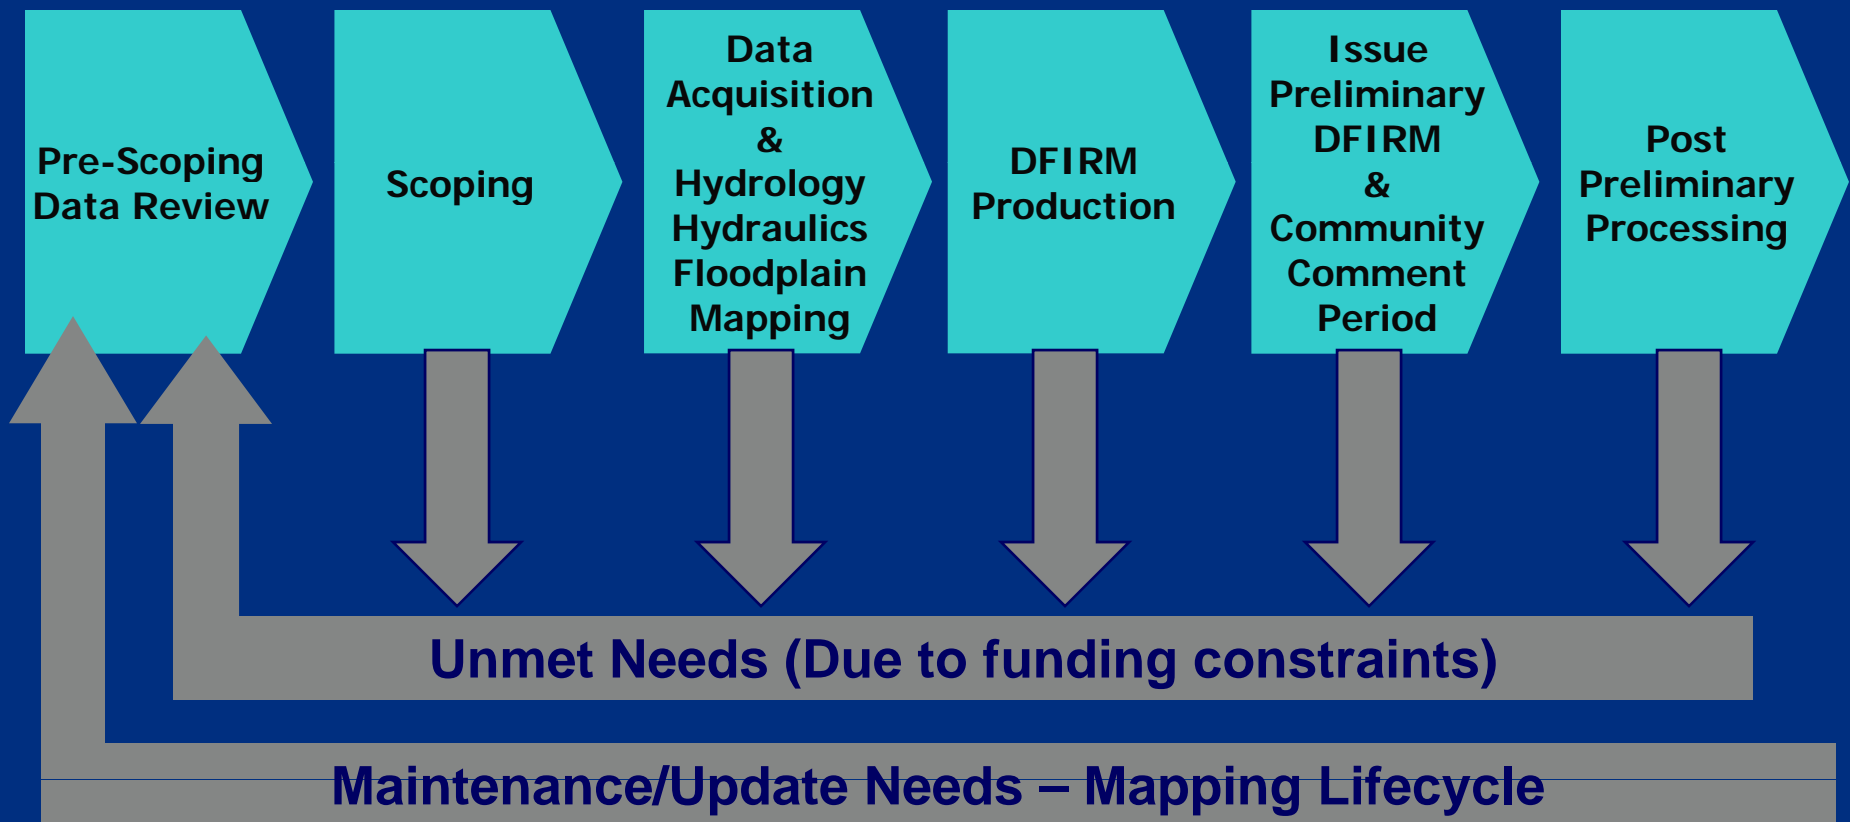 Pre-Scoping
Data Review
Scoping
Data
Acquisition
&
Hydrology
Hydraulics
Floodplain
Mapping
DFIRM
Production
Issue
Preliminary
DFIRM
&
Community
Comment
Period
Post
Preliminary
Processing
Unmet Needs (Due to funding constraints)
Maintenance/Update Needs – Mapping Lifecycle